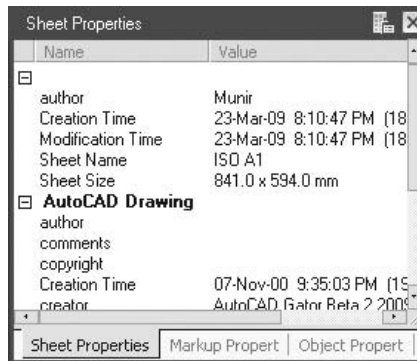 Sheet Properties
Name Value
author Munir
Creation Time 23-Mar-09 8:10:47 PM (18
Modification Time 23-Mar-09 8:10:47 PM (18
Sheet Name ISO A1
Sheet Size 841.0 x 594.0 mm
AutoCAD Drawing
author
comments
copyright
Creation Time 07-Nov-00 9:35:03 PM (19
creator AutoCAD Gator Beta 2 2009
Sheet Properties Markup Propert Object Propert